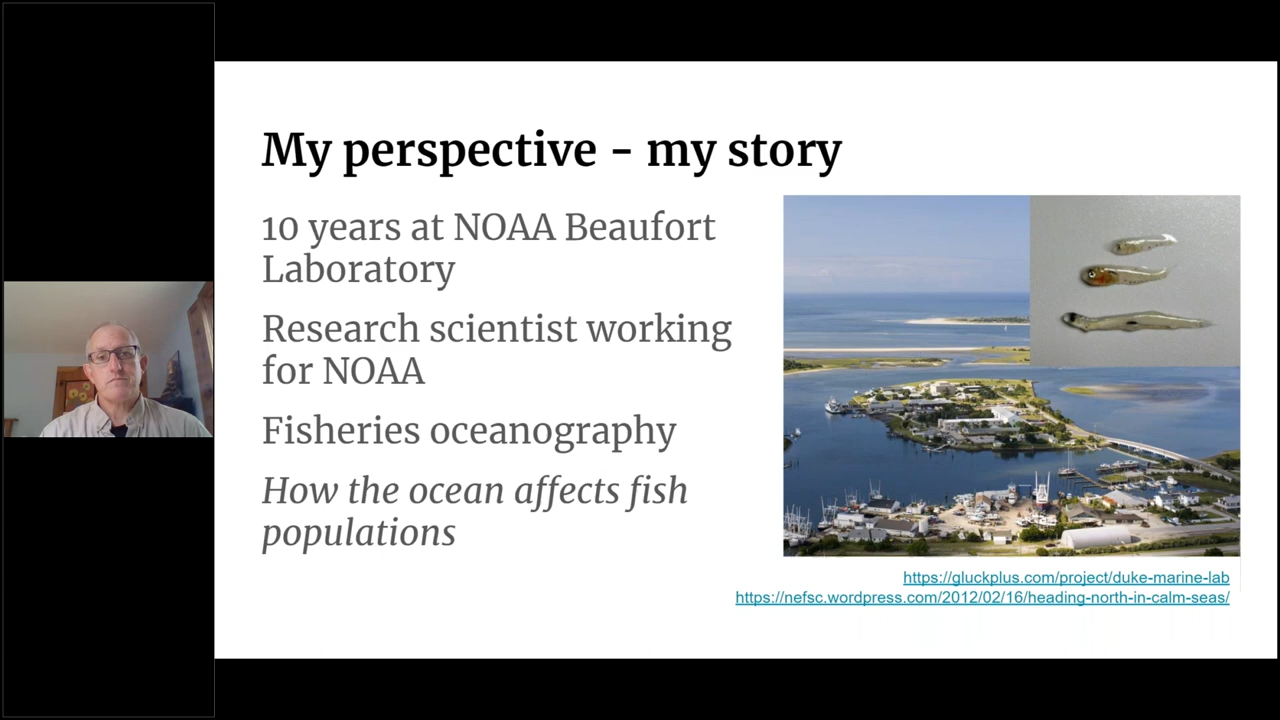 My perspective - my story
10 years at NOAA Beaufort
Laboratory
Research scientist working
for NOAA
Fisheries oceanography
How the ocean affects fish
populations
https://gluckplus.com/project/duke-marine-lab
https://nefsc.wordpress.com/2012/02/16/heading-north-in-calm-seas/